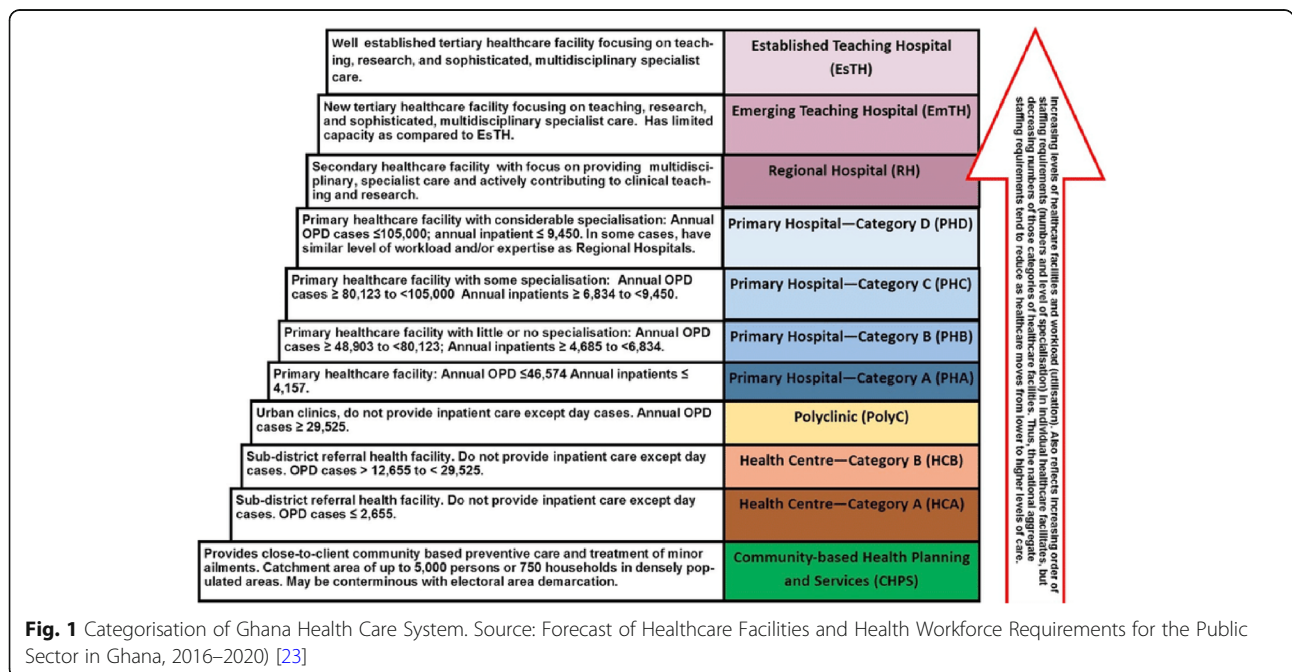 Well established tertiary healthcare facility focusing on teach-
ing, research, and sophisticated, multidisciplinary specialist
care.
Established Teaching Hospital
(EsTH)
New tertiary healthcare facility focusing on teaching, research,
and sophisticated, multidisciplinary specialist care. Has limited
capacity as compared to EsTH.
Emerging Teaching Hospital (EmTH)
Secondary healthcare facility with focus on providing multidisci-
plinary, specialist care and actively contributing to clinical teach-
ing and research.
Regional Hospital (RH)
Primary healthcare facility with considerable specialisation: Annual
OPD cases ≤105,000; annual inpatient ≤ 9,450. In some cases, have
similar level of workload and/or expertise as Regional Hospitals.
Primary Hospital—Category D (PHD)
Primary healthcare facility with some specialisation: Annual OPD
cases ≥ 80,123 to <105,000 Annual inpatients ≥ 6,834 to <9,450.
Primary Hospital—Category C (PHC)
Primary healthcare facility with little or no specialisation: Annual OPD
cases ≥ 48,903 to <80,123; Annual inpatients ≥ 4,685 to <6,834.
Primary Hospital—Category B (PHB)
Primary healthcare facility: Annual OPD ≤46,574 Annual inpatients ≤
4,157.
Primary Hospital—Category A (PHA)
Urban clinics, do not provide inpatient care except day cases. Annual OPD
cases ≥ 29,525.
Polyclinic (PolyC)
Sub-district referral health facility. Do not provide inpatient care except day
cases. OPD cases > 12,655 to < 29,525.
Health Centre—Category B (HCB)
Sub-district referral health facility. Do not provide inpatient care except day
cases. OPD cases ≤ 2,655.
Health Centre—Category A (HCA)
Provides close-to-client community based preventive care and treatment of minor
ailments. Catchment area of up to 5,000 persons or 750 households in densely pop-
ulated areas. May be conterminous with electoral area demarcation.
Community-based Health Planning
and Services (CHPS)
Increasing levels of healthcare facilities and workload (utilisation). Also reflects increasing order of
staffing requirements (numbers and level of specialisation) in individual healthcare facilitates, but
decreasing numbers of those categories of healthcare facilities. Thus, the national aggregate
staffing requirements tend to reduce as healthcare moves from lower to higher levels of care.
Fig. 1 Categorisation of Ghana Health Care System. Source: Forecast of Healthcare Facilities and Health Workforce Requirements for the Public
Sector in Ghana, 2016–2020) [23]